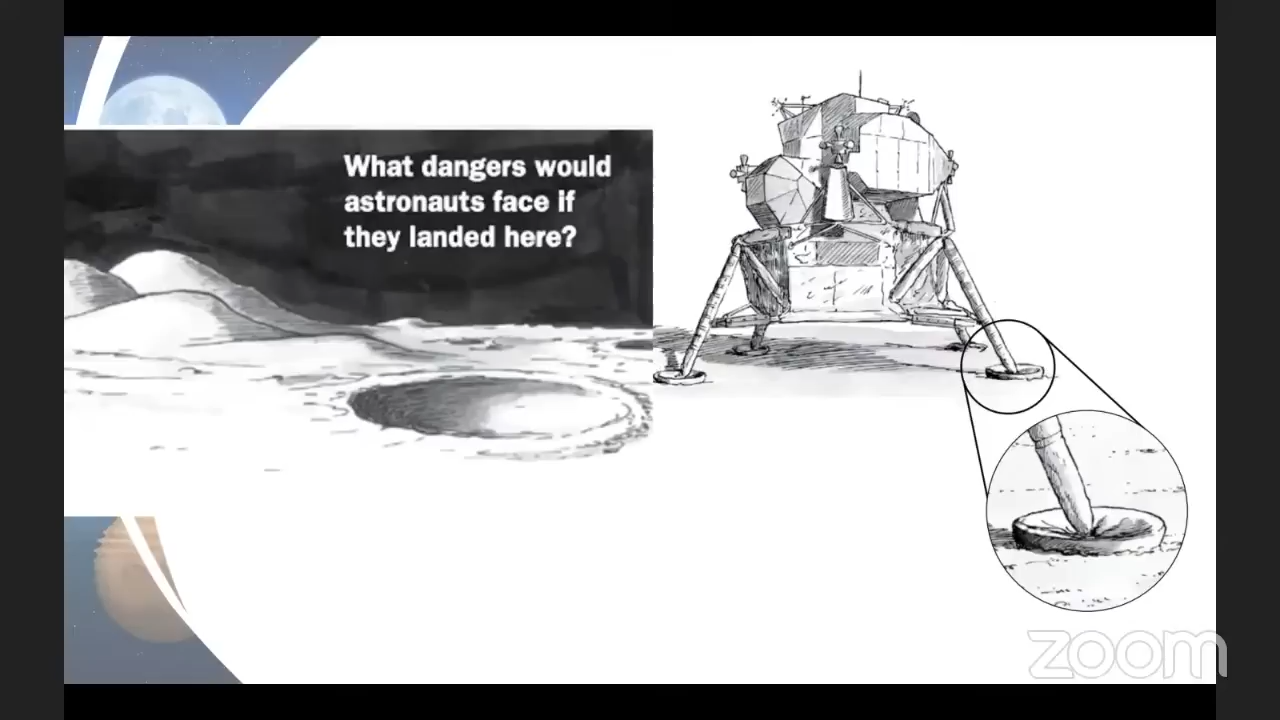 What dangers would
astronauts face if
they landed here?
zoom